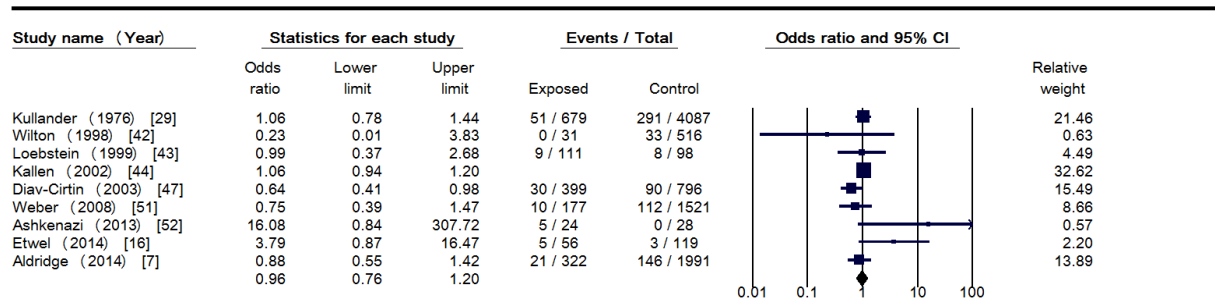 Study name (Year) Statistics for each study Events / Total Odds ratio and 95% CI
Odds Lower Upper Relative
ratio limit limit Exposed Control weight
Kullander (1976) [29] 1.06 0.78 1.44 51 / 679 291 / 4087 21.46
Wilton (1998) [42] 0.23 0.01 3.83 0 / 31 33 / 516 0.63
Loebstein (1999) [43] 0.99 0.37 2.68 9 / 111 8 / 98 4.49
Kallen (2002) [44] 1.06 0.94 1.20 32.62
Diav-Cirtin (2003) [47] 0.64 0.41 0.98 30 / 399 90 / 796 15.49
Weber (2008) [51] 0.75 0.39 1.47 10 / 177 112 / 1521 8.66
Ashkenazi (2013) [52] 16.08 0.84 307.72 5 / 24 0 / 28 0.57
Etwel (2014) [16] 3.79 0.87 16.47 5 / 56 3 / 119 2.20
Aldridge (2014) [7] 0.88 0.55 1.42 21 / 322 146 / 1991 13.89
0.96 0.76 1.20
0.01 0.1 1 10 100